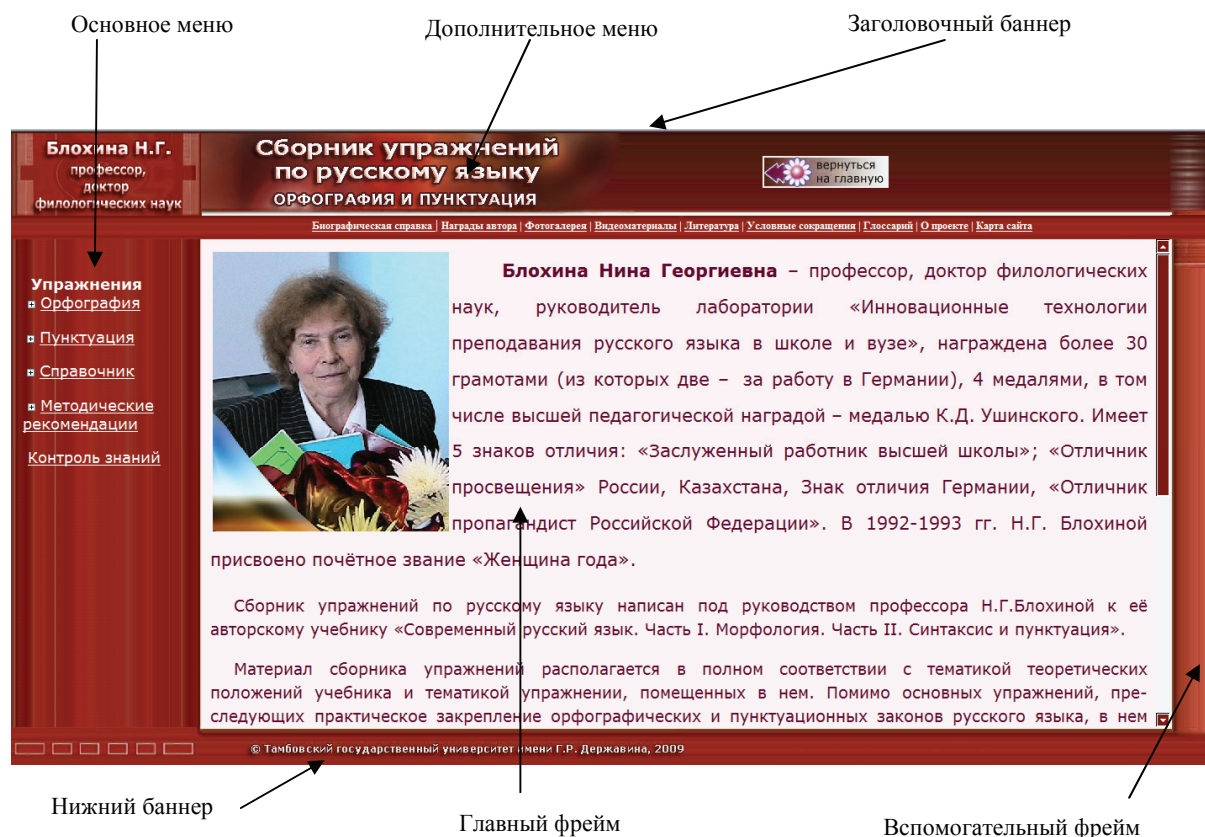 Основное меню
Дополнительное меню
Заголовочный баннер
Блохина Н.Г.
профессор,
доктор
филологических наук
Сборник упражнений
по русскому языку
ОРФОГРАФИЯ И ПУНКТУАЦИЯ
вернуться
на главную
Биографическая справка | Награды автора | Фотогалерея | Видеоматериалы | Литература | Условные сокращения | Глоссарий | О проекте | Карта сайта
Упражнения
Орфография
Пунктуация
Справочник
Методические
рекомендации
Контроль знаний
Блохина Нина Георгиевна – профессор, доктор филологических
наук, руководитель лаборатории «Инновационные технологии
преподавания русского языка в школе и вузе», награждена более 30
грамотами (из которых две – за работу в Германии), 4 медалями, в том
числе высшей педагогической наградой – медалью К.Д. Ушинского. Имеет
5 знаков отличия: «Заслуженный работник высшей школы»; «Отличник
просвещения» России, Казахстана, Знак отличия Германии, «Отличник
пропагандист Российской Федерации». В 1992-1993 гг. Н.Г. Блохиной
присвоено почётное звание «Женщина года».
Сборник упражнений по русскому языку написан под руководством профессора Н.Г.Блохиной к её
авторскому учебнику «Современный русский язык. Часть I. Морфология. Часть II. Синтаксис и пунктуация».
Материал сборника упражнений располагается в полном соответствии с тематикой теоретических
положений учебника и тематикой упражнении, помещенных в нем. Помимо основных упражнений, пре-
следующих практическое закрепление орфографических и пунктуационных законов русского языка, в нем
© Тамбовский государственный университет имени Г.Р. Державина, 2009
Нижний баннер
Главный фрейм
Вспомогательный фрейм